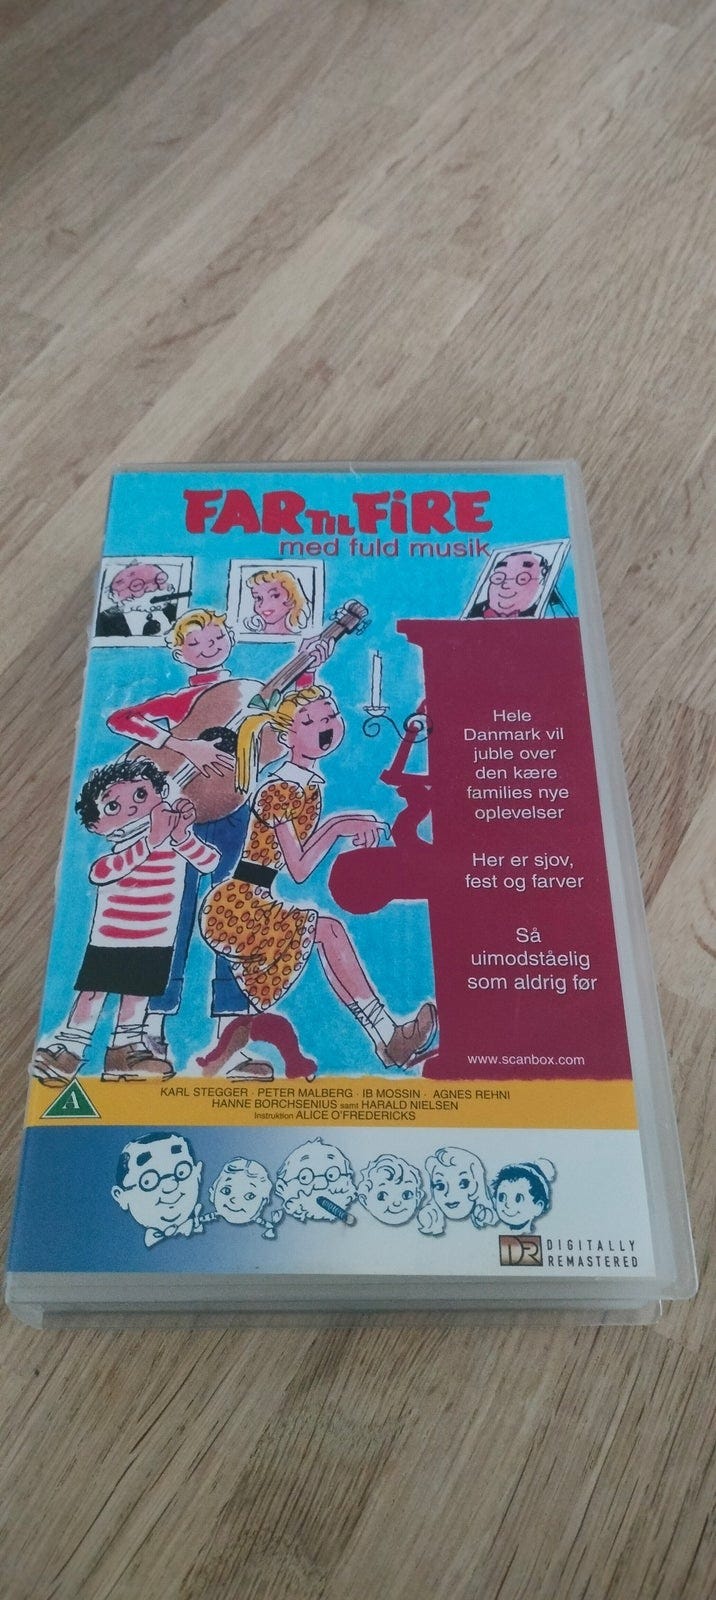 FAR TIL FIRE
med fuld musik
Hele
Danmark vil
juble over
den kære
families nye
oplevelser
Her er sjov,
fest og farver
Så
uimodståelig
som aldrig før
www.scanbox.com
A
KARL STEGGER · PETER MALBERG · IB MOSSIN · AGNES REHNI
HANNE BORCHSENIUS samt HARALD NIELSEN
Instruktion ALICE O'FREDERICKS
DR DIGITALLY
REMASTERED